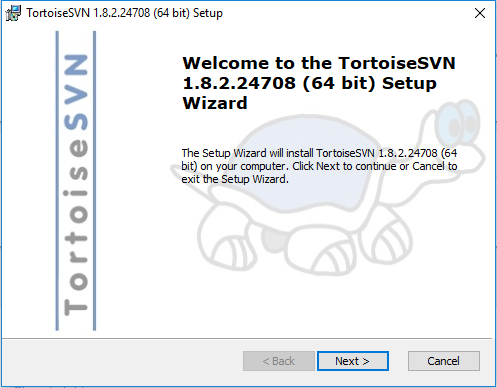 TortoiseSVN 1.8.2.24708 (64 bit) Setup
TortoiseSVN
Welcome to the TortoiseSVN
1.8.2.24708 (64 bit) Setup
Wizard
The Setup Wizard will install TortoiseSVN 1.8.2.24708 (64
bit) on your computer. Click Next to continue or Cancel to
exit the Setup Wizard.
< Back
Next >
Cancel